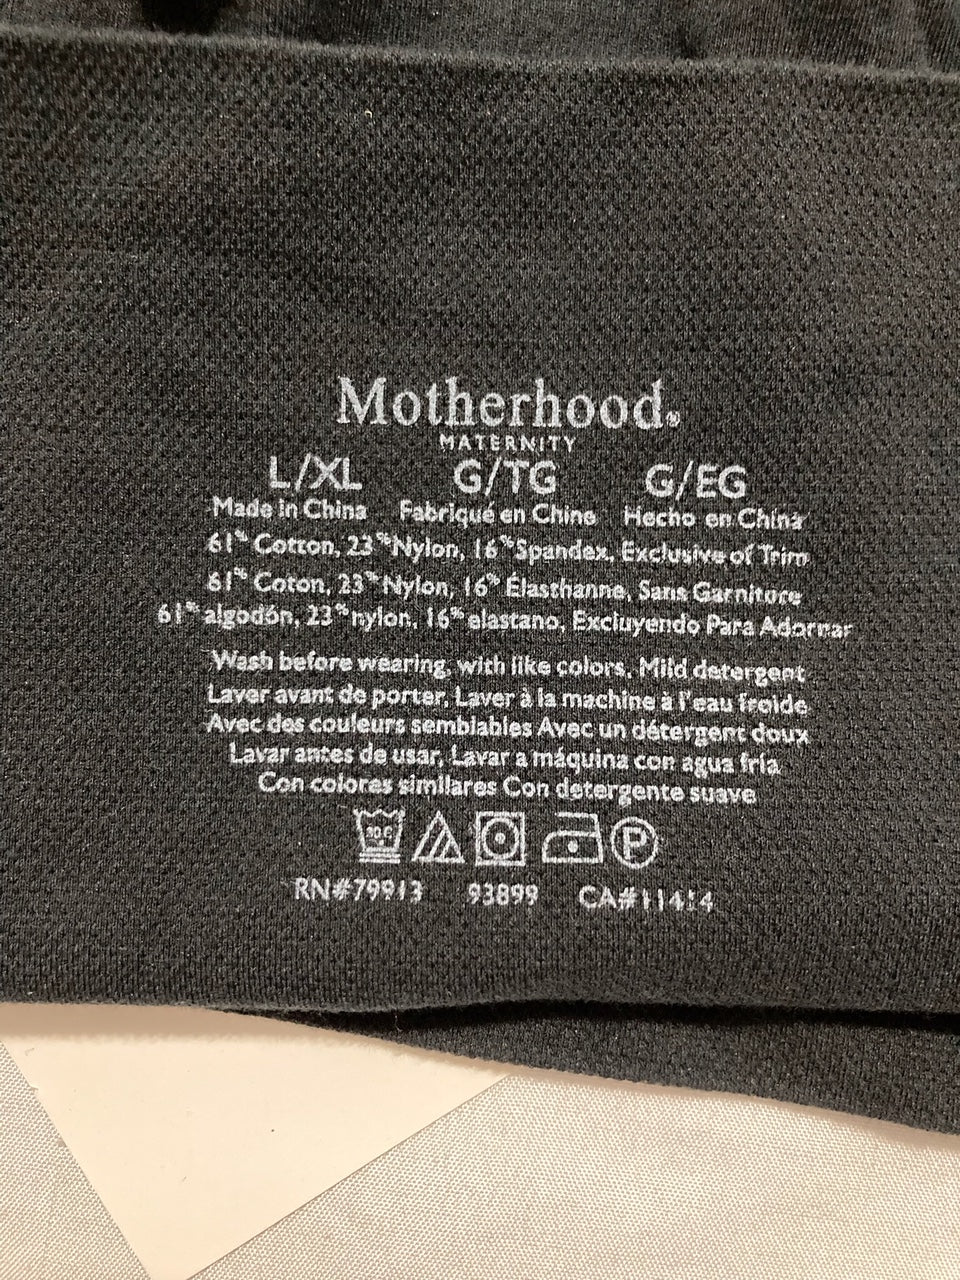 Motherhood®
MATERNITY
L/XL G/TG G/EG
Made in China Fabriqué en Chine Hecho en China
61% Cotton, 23% Nylon, 16% Spandex, Exclusive of Trim
61% Coton, 23% Nylon, 16% Élasthanne, Sans Garniture
61% algodón, 23% nylon, 16% elastano, Excluyendo Para Adornar
Wash before wearing, with like colors, Mild detergent
Laver avant de porter, Laver à la machine à l'eau froide
Avec des couleurs semblables Avec un détergent doux
Lavar antes de usar, Lavar a máquina con agua fría
Con colores similares Con detergente suave
30 C P
RN#79913 93899 CA#11414